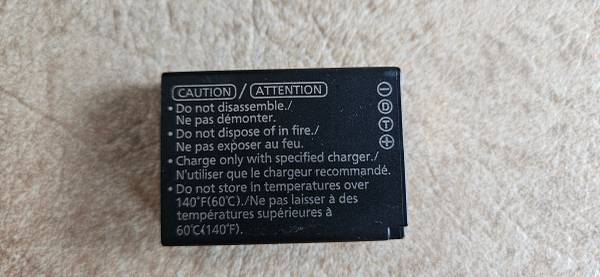 CAUTION / ATTENTION
• Do not disassemble./
Ne pas démonter.
• Do not dispose of in fire./
Ne pas exposer au feu.
• Charge only with specified charger./
N'utiliser que le chargeur recommandé.
• Do not store in temperatures over
140°F(60℃)./Ne pas laisser à des
températures supérieures à
60℃(140°F).
−
D
T
+